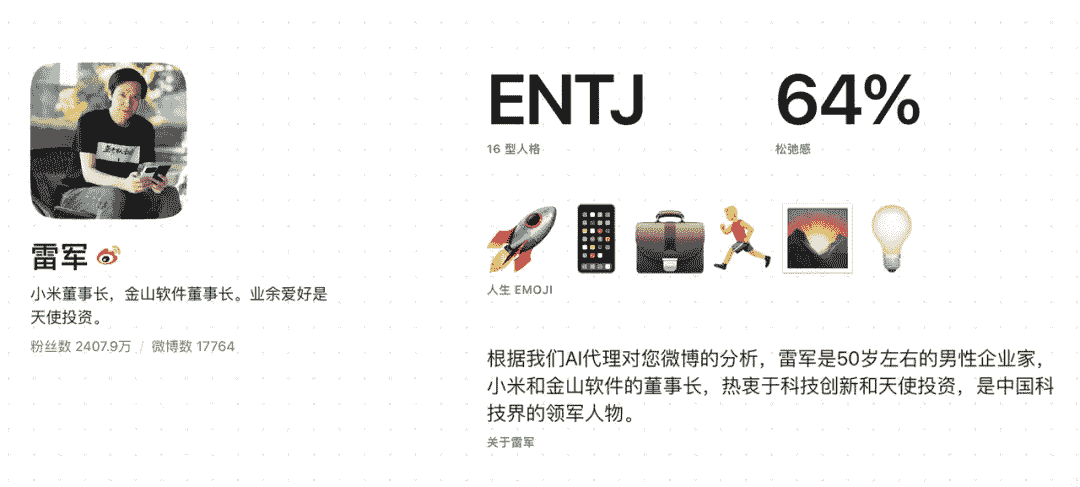 雷军
小米董事长，金山软件董事长。业余爱好是
天使投资。
粉丝数 2407.9万 / 微博数 17764
ENTJ
16 型人格
64%
松弛感
人生 EMOJI
根据我们AI代理对您微博的分析，雷军是50岁左右的男性企业家，
小米和金山软件的董事长，热衷于科技创新和天使投资，是中国科
技界的领军人物。
关于雷军